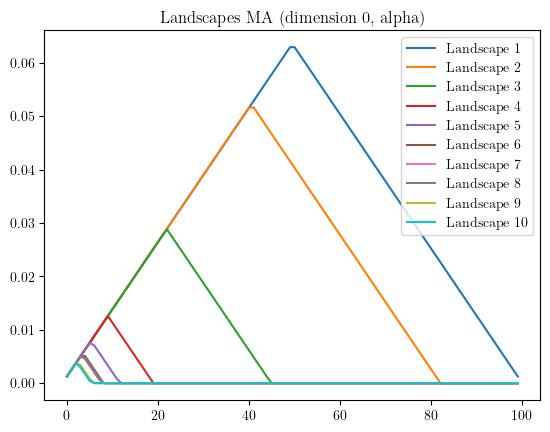 Landscapes MA (dimension 0, alpha)
Landscape 1
Landscape 2
Landscape 3
Landscape 4
Landscape 5
Landscape 6
Landscape 7
Landscape 8
Landscape 9
Landscape 10
0.06
0.05
0.04
0.03
0.02
0.01
0.00
0 20 40 60 80 100